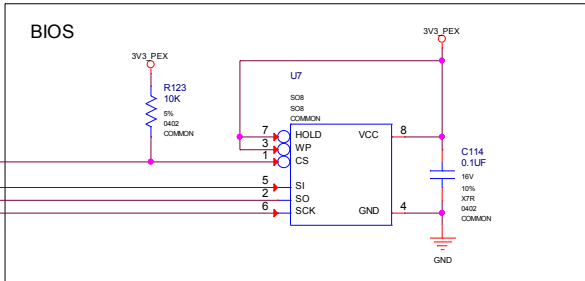 BIOS
3V3_PEX
3V3_PEX
R123
10K
5%
0402
COMMON
U7
SO8
SO8
COMMON
7 HOLD VCC 8
3 WP
1 CS
5 SI
2 SO
6 SCK GND 4
C114
0.1UF
16V
10%
X7R
0402
COMMON
GND